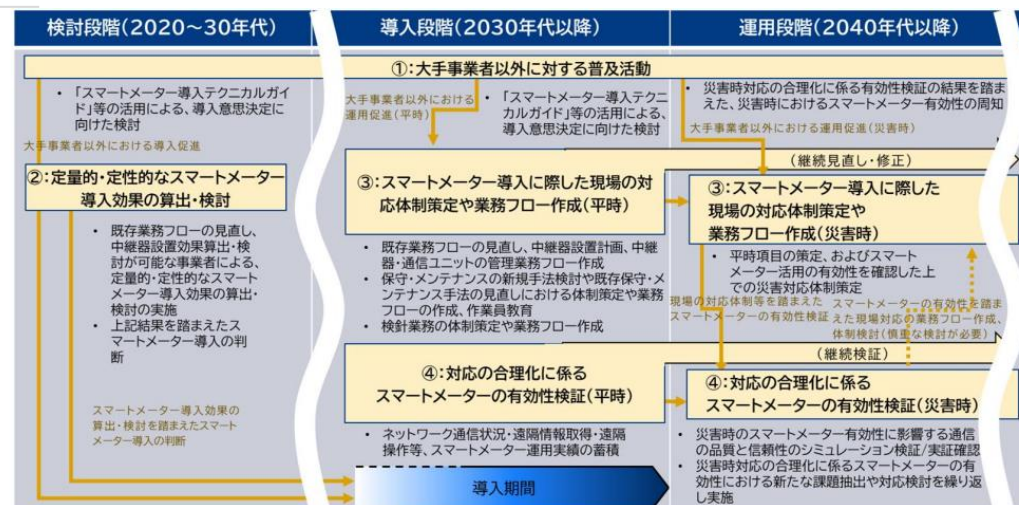 検討段階(2020～30年代)
導入段階(2030年代以降)
運用段階(2040年代以降)
①:大手事業者以外に対する普及活動
• 「スマートメーター導入テクニカルガイ
ド」等の活用による、導入意思決定に
向けた検討
大手事業者以外における導入促進
②:定量的・定性的なスマートメーター
導入効果の算出・検討
• 既存業務フローの見直し、
中継器設置効果算出・検
討が可能な事業者による、
定量的・定性的なスマート
メーター導入効果の算出・
検討の実施
• 上記結果を踏まえたス
マートメーター導入の判
断
スマートメーター導入効果の
算出・検討を踏まえたスマート
メーター導入の判断
大手事業者以外における
運用促進(平時)
• 「スマートメーター導入テクニ
カルガイド」等の活用による、
導入意思決定に向けた検討
(継続見直し・修正)
③:スマートメーター導入に際した現場の対
応体制策定や業務フロー作成(平時)
• 既存業務フローの見直し、中継器設置計画、中継
器・通信ユニットの管理業務フロー作成
• 保守・メンテナンスの新規手法検討や既存保守・メ
ンテナンス手法の見直しにおける体制策定や業務
フローの作成、作業員教育
• 検針業務の体制策定や業務フロー作成
④:対応の合理化に係る
スマートメーターの有効性検証(平時)
• ネットワーク通信状況・遠隔情報取得・遠隔
操作等、スマートメーター運用実績の蓄積
導入期間
• 災害時対応の合理化に係る有効性検証の結果を踏ま
えた、災害時におけるスマートメーター有効性の周知
大手事業者以外における運用促進(災害時)
③:スマートメーター導入に際した
現場の対応体制策定や
業務フロー作成(災害時)
• 平時項目の策定、およびスマート
メーター活用の有効性を確認した上
での災害対応体制策定
現場の対応体制等を踏まえた
スマートメーターの有効性検証
スマートメーターの有効性を踏ま
えた現場対応の業務フロー作成、
体制検討(慎重な検討が必要)
(継続検証)
④:対応の合理化に係る
スマートメーターの有効性検証(災害時)
• 災害時のスマートメーター有効性に影響する通信
の品質と信頼性のシミュレーション検証/実証確認
• 災害時対応の合理化に係るスマートメーターの有
効性における新たな課題抽出や対応検討を繰り返
し実施